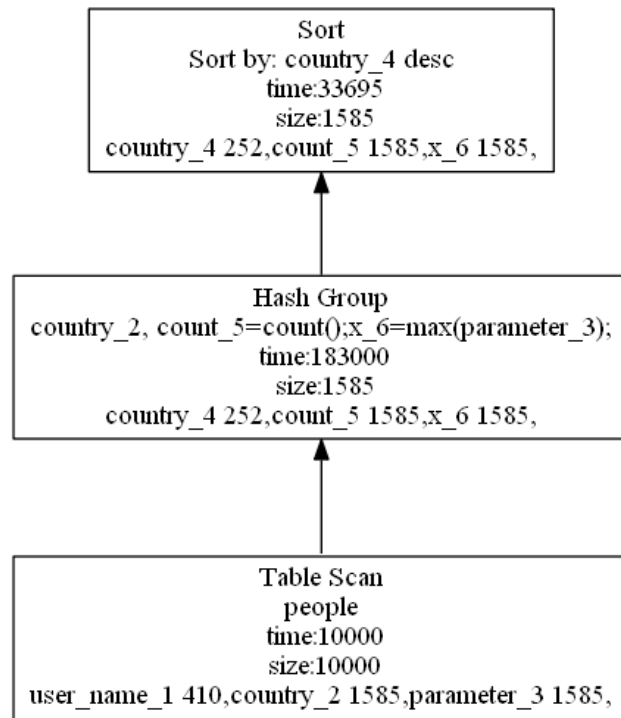 Sort
Sort by: country_4 desc
time:33695
size:1585
country_4 252,count_5 1585,x_6 1585,
Hash Group
country_2, count_5=count();x_6=max(parameter_3);
time:183000
size:1585
country_4 252,count_5 1585,x_6 1585,
Table Scan
people
time:10000
size:10000
user_name_1 410,country_2 1585,parameter_3 1585,